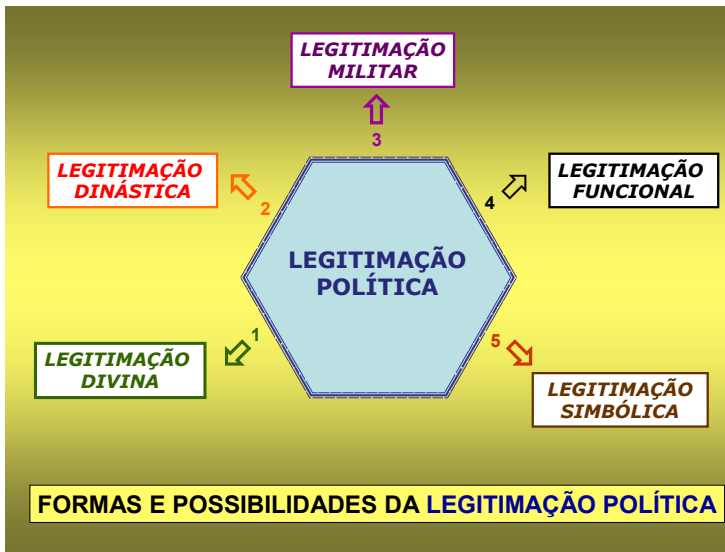 LEGITIMAÇÃO
MILITAR
3
LEGITIMAÇÃO
DINÁSTICA
2
LEGITIMAÇÃO
FUNCIONAL
4
LEGITIMAÇÃO
POLÍTICA
1
LEGITIMAÇÃO
DIVINA
5
LEGITIMAÇÃO
SIMBÓLICA
FORMAS E POSSIBILIDADES DA LEGITIMAÇÃO POLÍTICA